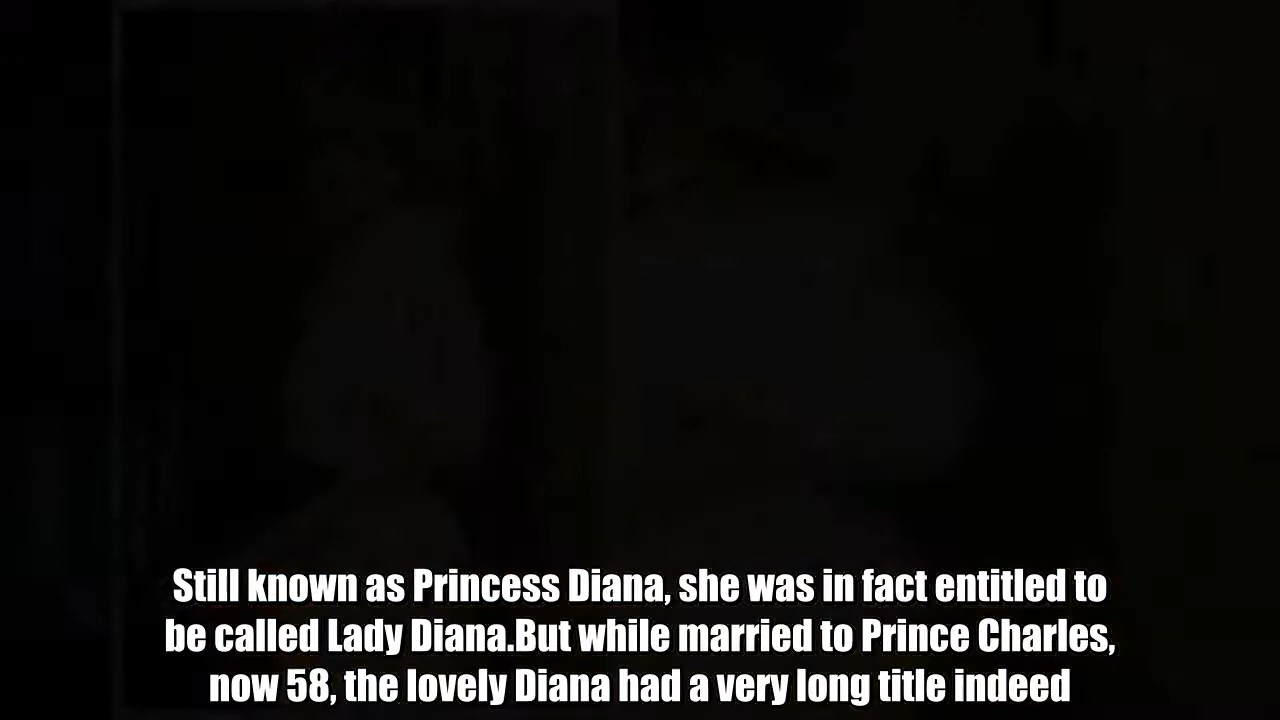 Still known as Princess Diana, she was in fact entitled to
be called Lady Diana.But while married to Prince Charles,
now 58, the lovely Diana had a very long title indeed